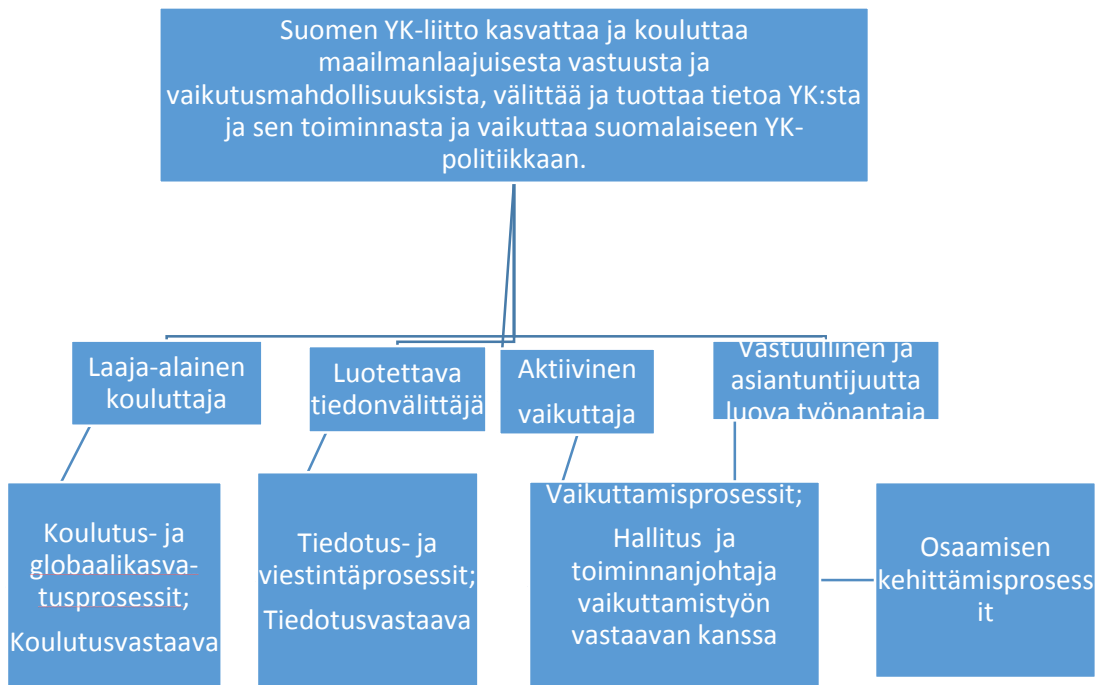 Suomen YK-liitto kasvattaa ja kouluttaa
maailmanlaajuisesta vastuusta ja
vaikutusmahdollisuuksista, välittää ja tuottaa tietoa YK:sta
ja sen toiminnasta ja vaikuttaa suomalaiseen YK-
politiikkaan.
Laaja-alainen
kouluttaja
Luotettava
tiedonvälittäjä
Aktiivinen
vaikuttaja
Vastuullinen ja
asiantuntijuutta
luova työnantaja
Koulutus- ja
globaalikasva-
tusprosessit;
Koulutusvastaava
Tiedotus- ja
viestintäprosessit;
Tiedotusvastaava
Vaikuttamisprosessit;
Hallitus ja
toiminnanjohtaja
vaikuttamistyön
vastaavan kanssa
Osaamisen
kehittämisprosess
it